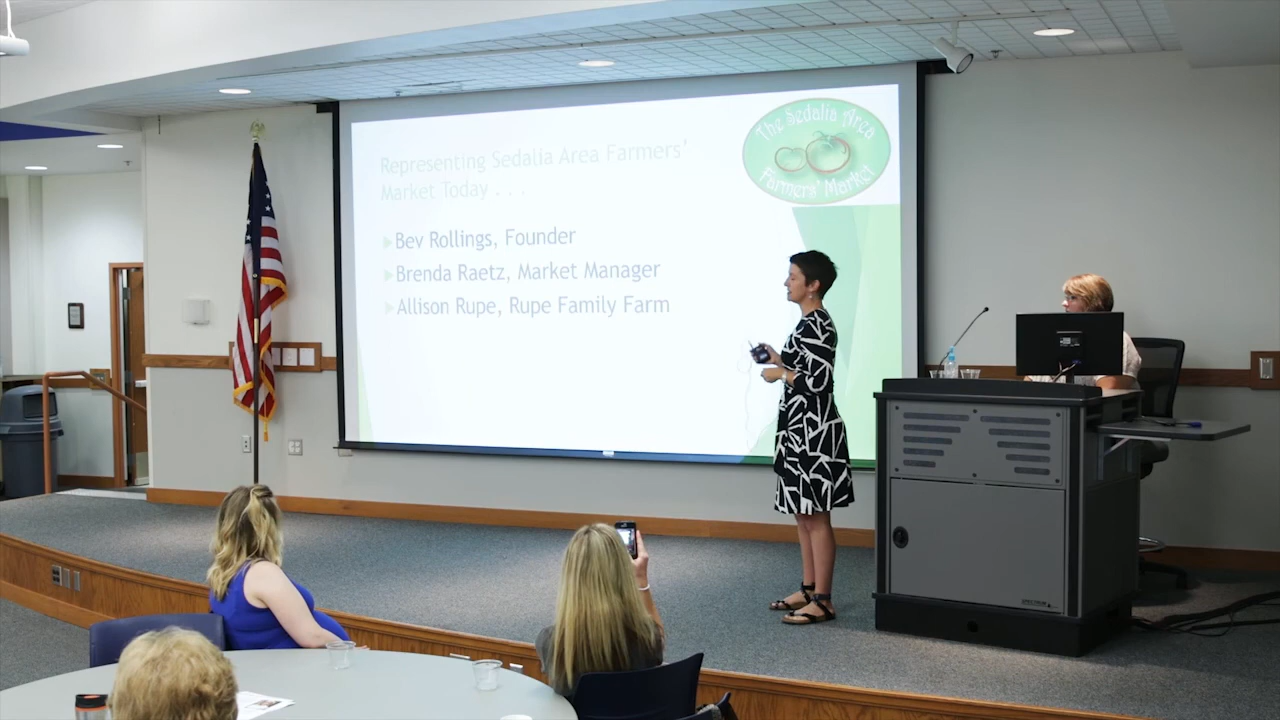 The Sedalia Area
Farmers' Market
Representing Sedalia Area Farmers'
Market Today . . .
Bev Rollings, Founder
Brenda Raetz, Market Manager
Allison Rupe, Rupe Family Farm